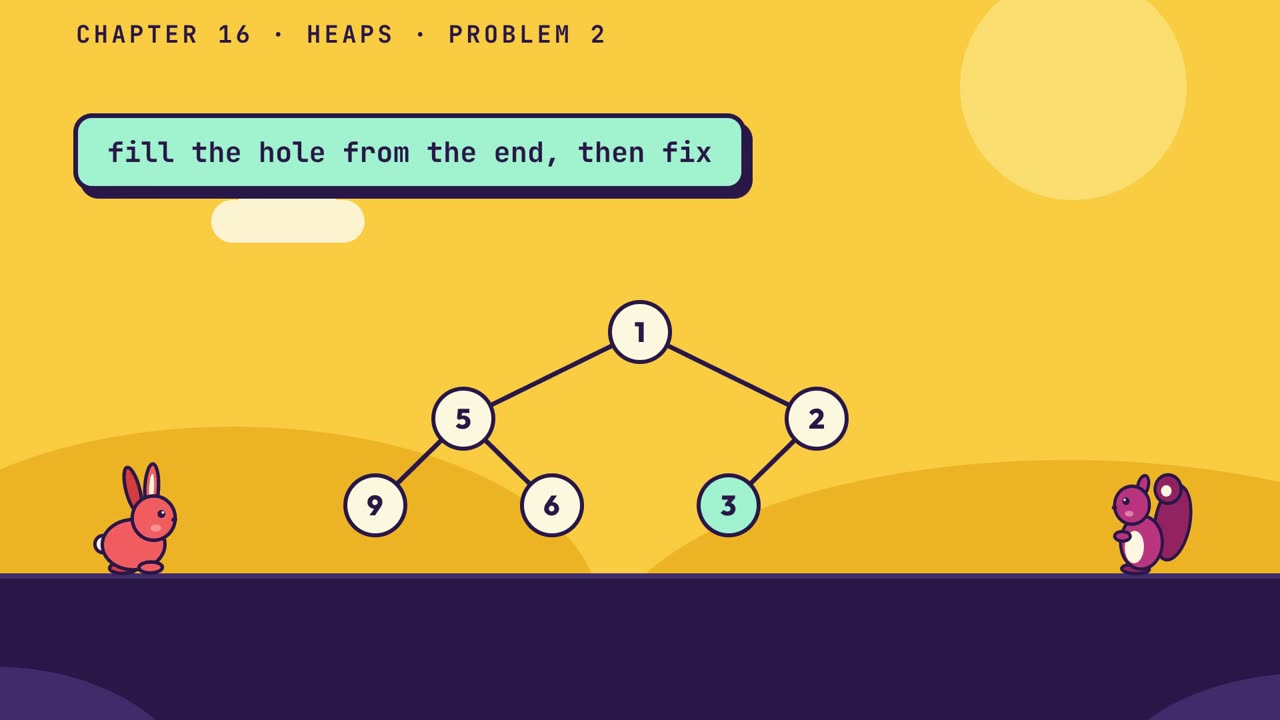 CHAPTER 16 · HEAPS · PROBLEM 2
fill the hole from the end, then fix
1
5 2
9 6 3